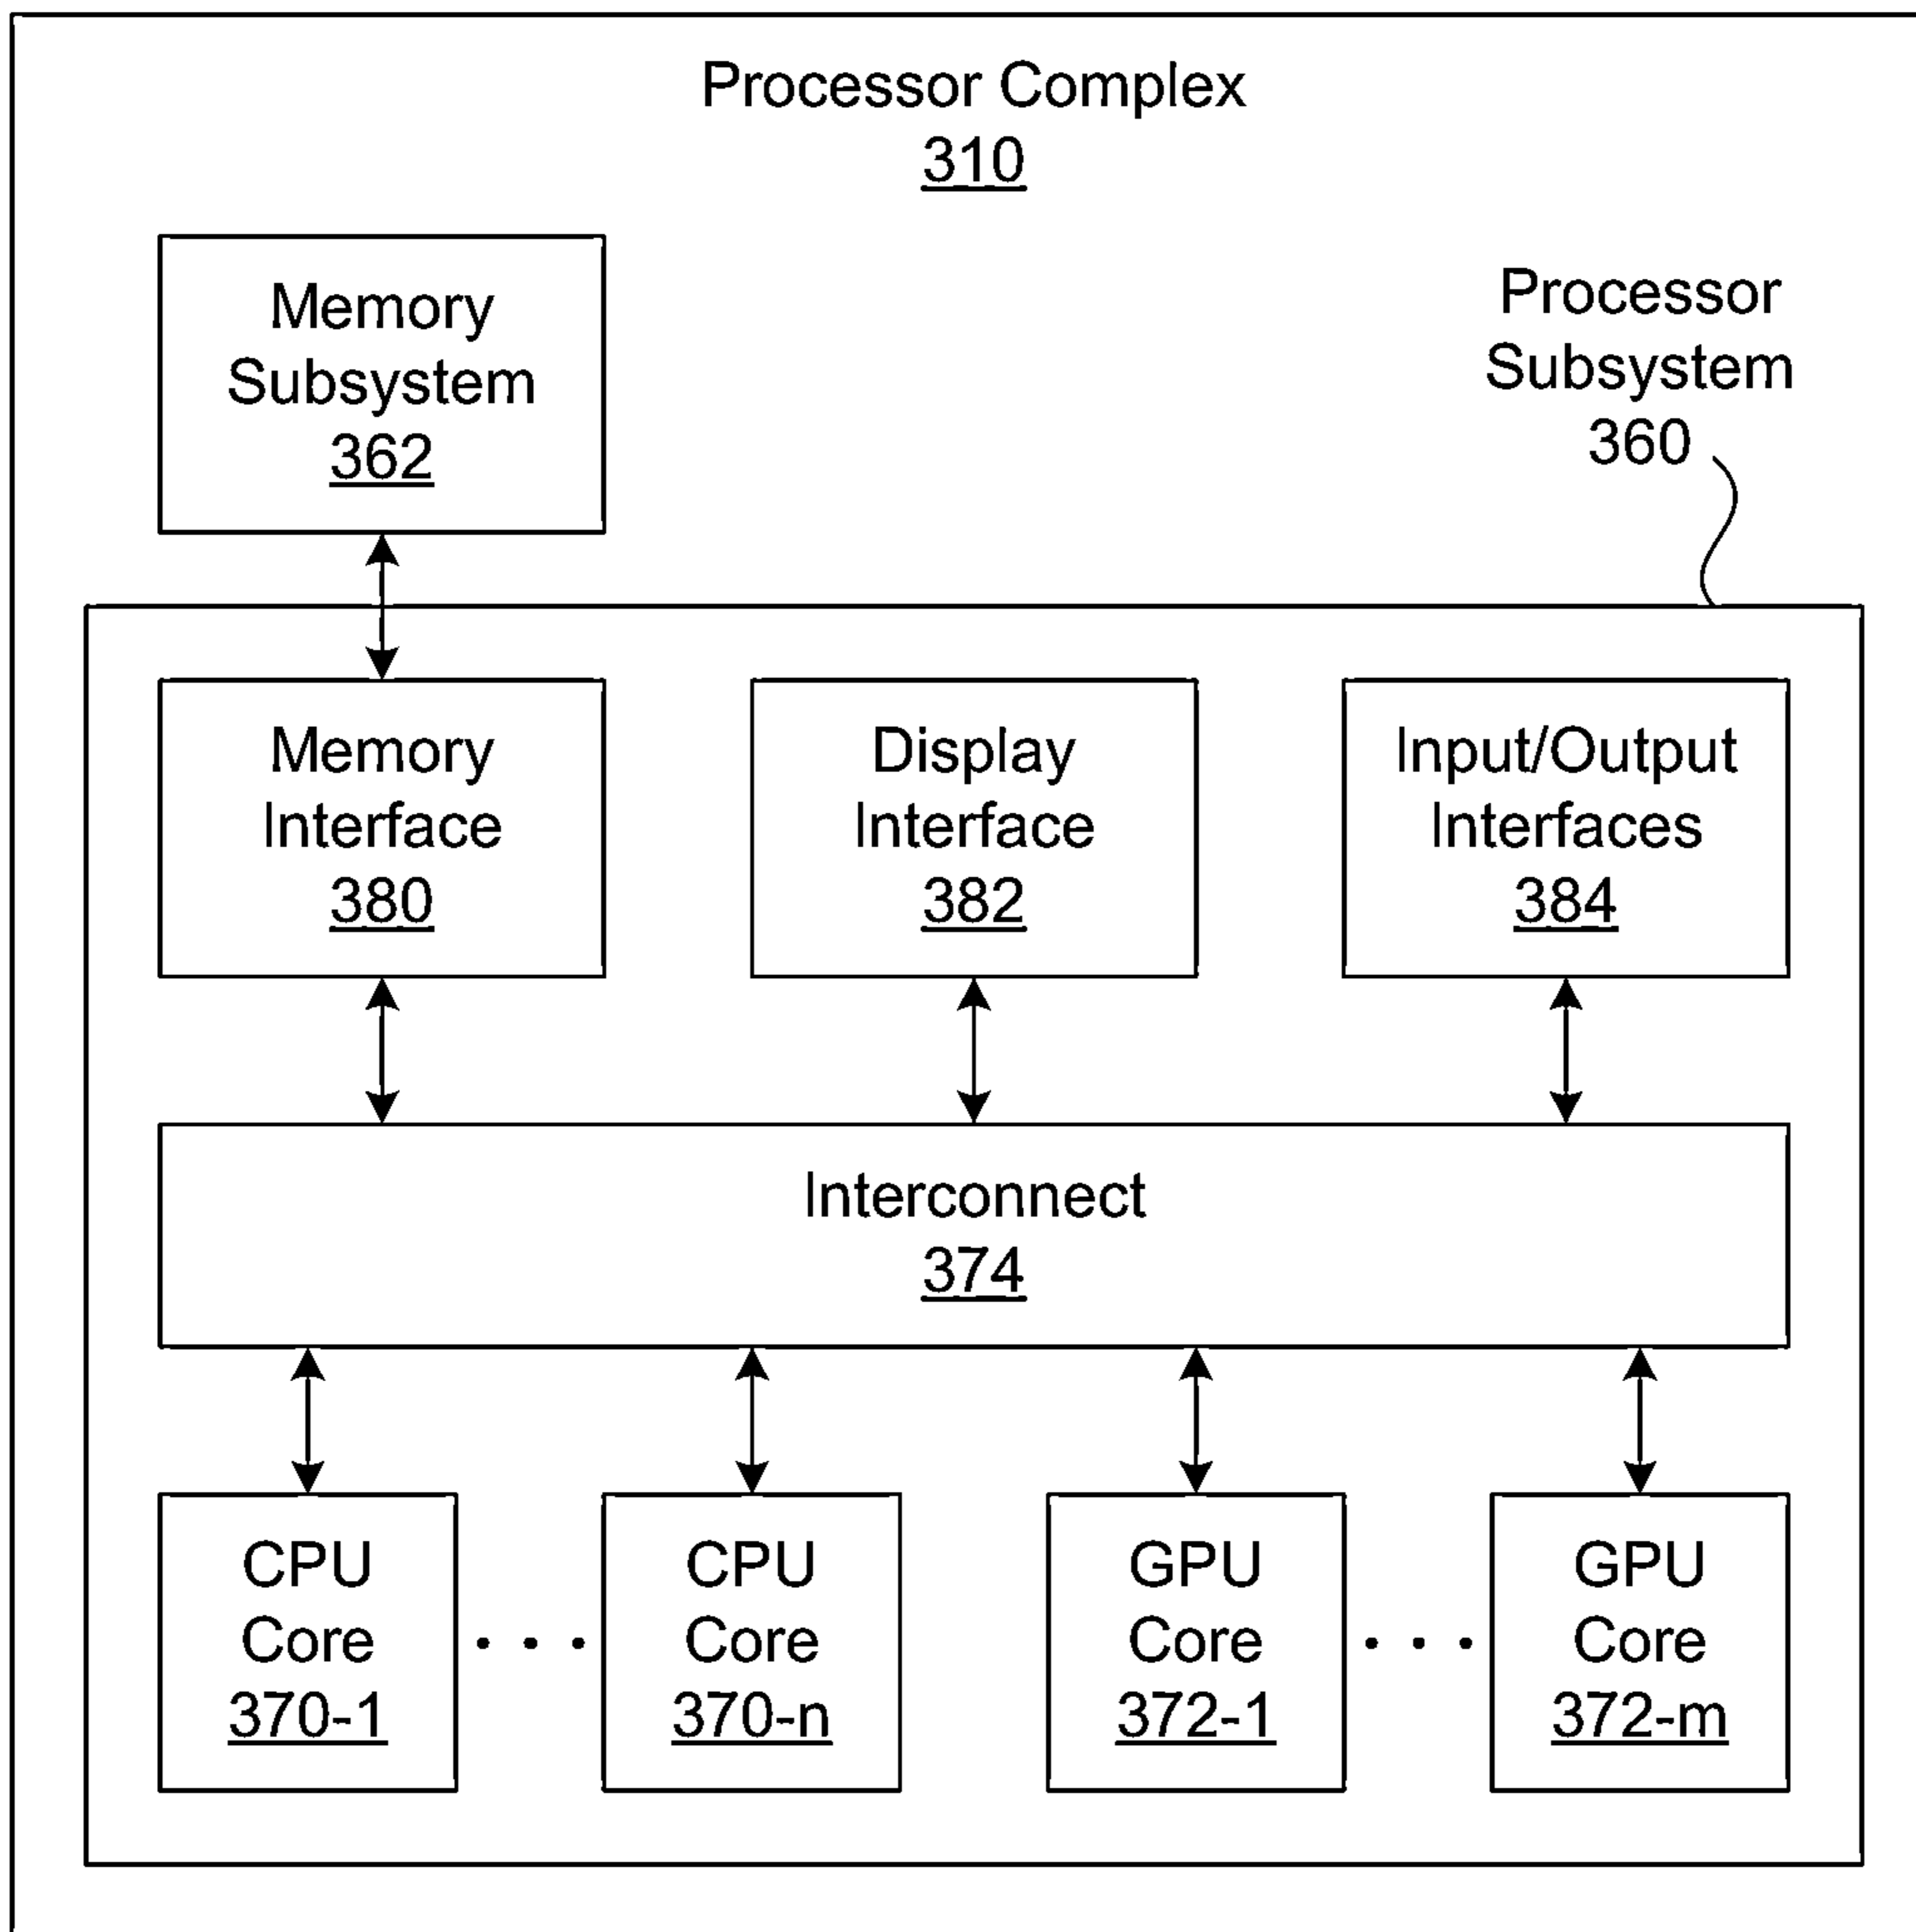 Processor Complex
310
Memory
Subsystem
362
Processor
Subsystem
360
Memory
Interface
380
Display
Interface
382
Input/Output
Interfaces
384
Interconnect
374
CPU
Core
370-1
. . .
CPU
Core
370-n
GPU
Core
372-1
. . .
GPU
Core
372-m